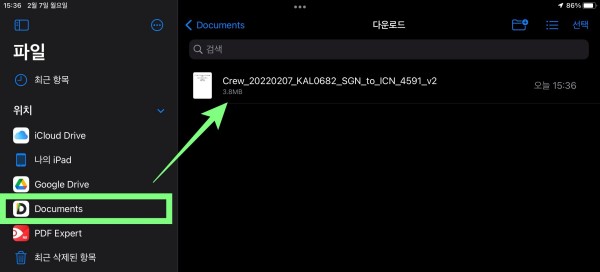 15:36 2월 7일 월요일
86%
파일
최근 항목
위치
iCloud Drive
나의 iPad
Google Drive
Documents
PDF Expert
최근 삭제된 항목
Documents
다운로드
선택
검색
Crew_20220207_KAL0682_SGN_to_ICN_4591_v2
3.8MB
오늘 15:36